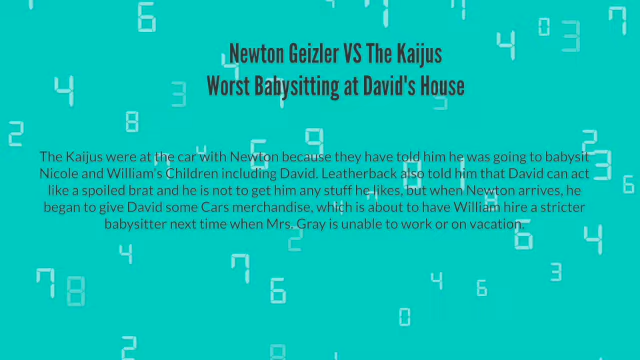 Newton Geizler VS The Kaijus
Worst Babysitting at David's House
The Kaijus were at the car with Newton because they have told him he was going to babysit
Nicole and William's Children including David. Leatherback also told him that David can act
like a spoiled brat and he is not to get him any stuff he likes, but when Newton arrives, he
began to give David some Cars merchandise, which is about to have William hire a stricter
babysitter next time when Mrs. Gray is unable to work or on vacation.